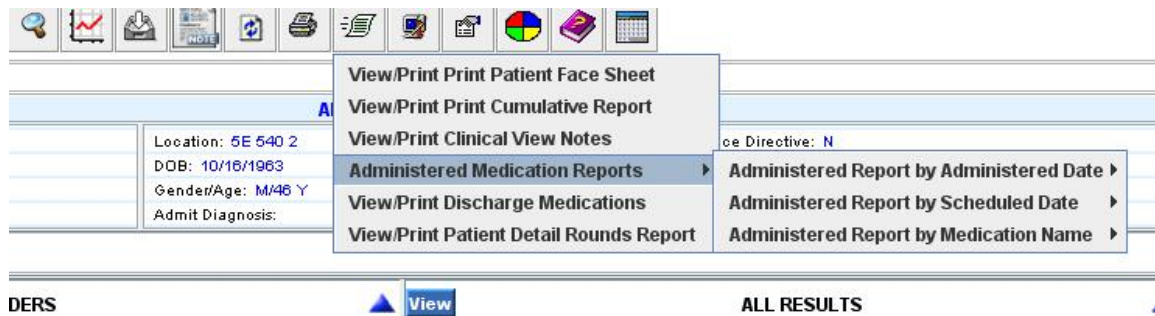 NOTE
View/Print Print Patient Face Sheet
View/Print Print Cumulative Report
View/Print Clinical View Notes
Administered Medication Reports
View/Print Discharge Medications
View/Print Patient Detail Rounds Report
Administered Report by Administered Date
Administered Report by Scheduled Date
Administered Report by Medication Name
Location: 5E 540 2
DOB: 10/16/1963
Gender/Age: M/46 Y
Admit Diagnosis:
ce Directive: N
DERS
View
ALL RESULTS